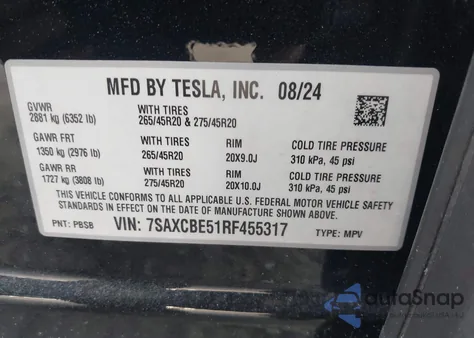 MFD BY TESLA, INC. 08/24
GVWR
2881 kg (6352 lb)
WITH TIRES
265/45R20 & 275/45R20
GAWR FRT
1350 kg (2976 lb)
WITH TIRES
265/45R20
RIM
20X9.0J
COLD TIRE PRESSURE
310 kPa, 45 psi
GAWR RR
1727 kg (3808 lb)
WITH TIRES
275/45R20
RIM
20X10.0J
COLD TIRE PRESSURE
310 kPa, 45 psi
THIS VEHICLE CONFORMS TO ALL APPLICABLE U.S. FEDERAL MOTOR VEHICLE SAFETY
STANDARDS IN EFFECT ON THE DATE OF MANUFACTURE SHOWN ABOVE.
PNT: PBSB
VIN: 7SAXCBE51RF455317
TYPE: MPV
autoSnap